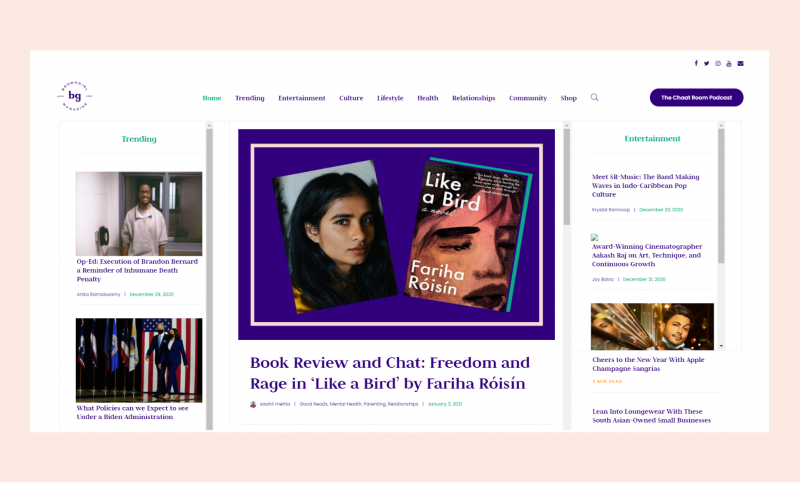 BROWNGIRL
bg
MAGAZINE
Home Trending Entertainment Culture Lifestyle Health Relationships Community Shop
The Chaat Room Podcast
Trending
Op-Ed: Execution of Brandon Bernard
a Reminder of Inhumane Death
Penalty
Anita Ramaswamy | December 29, 2020
What Policies can we Expect to see
Under a Biden Administration
Like
a Bird
a novel
Fariha
Róisín
Book Review and Chat: Freedom and
Rage in ‘Like a Bird’ by Fariha Róisín
Good Reads, Mental Health, Parenting, Relationships | January 3, 2021
Entertainment
Meet SR-Music: The Band Making
Waves in Indo-Caribbean Pop
Culture
Krystal Ramroop | December 23, 2020
Award-Winning Cinematographer
Aakash Raj on Art, Technique, and
Continuous Growth
Joy Batra | December 21, 2020
Cheers to the New Year With Apple
Champagne Sangrias
MIN READ
Lean Into Loungewear With These
South Asian-Owned Small Businesses